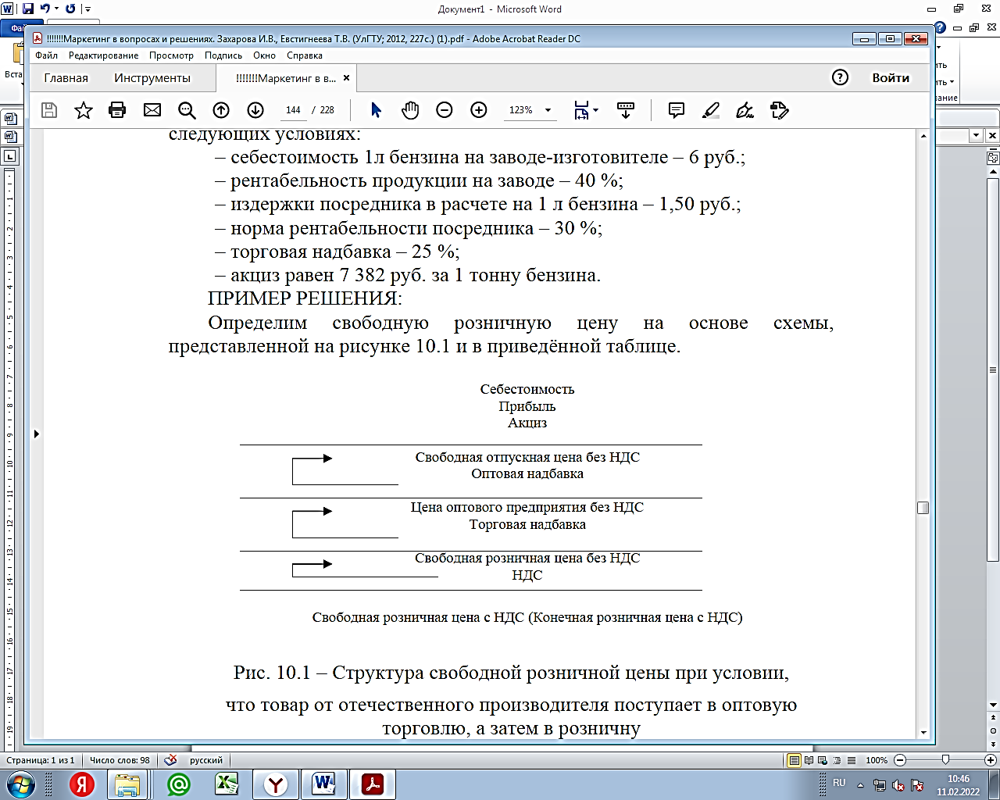 Документ1 - Microsoft Word
Фай
!!!!!!!Маркетинг в вопросах и решениях. Захарова И.В., Евстигнеева Т.В. (УлГТУ; 2012, 227с.) (1).pdf - Adobe Acrobat Reader DC
Файл Редактирование Просмотр Подпись Окно Справка
Вста
Главная Инструменты !!!!!!!Маркетинг в в... Войти
144 / 228 123%
следующих условиях:
– себестоимость 1л бензина на заводе-изготовителе – 6 руб.;
– рентабельность продукции на заводе – 40 %;
– издержки посредника в расчете на 1 л бензина – 1,50 руб.;
– норма рентабельности посредника – 30 %;
– торговая надбавка – 25 %;
– акциз равен 7 382 руб. за 1 тонну бензина.
ПРИМЕР РЕШЕНИЯ:
Определим свободную розничную цену на основе схемы,
представленной на рисунке 10.1 и в приведённой таблице.
Себестоимость
Прибыль
Акциз
Свободная отпускная цена без НДС
Оптовая надбавка
Цена оптового предприятия без НДС
Торговая надбавка
Свободная розничная цена без НДС
НДС
Свободная розничная цена с НДС (Конечная розничная цена с НДС)
Рис. 10.1 – Структура свободной розничной цены при условии,
что товар от отечественного производителя поступает в оптовую
торговлю, а затем в розничну
Страница: 1 из 1 Число слов: 98 русский 100%
RU 10:46
11.02.2022